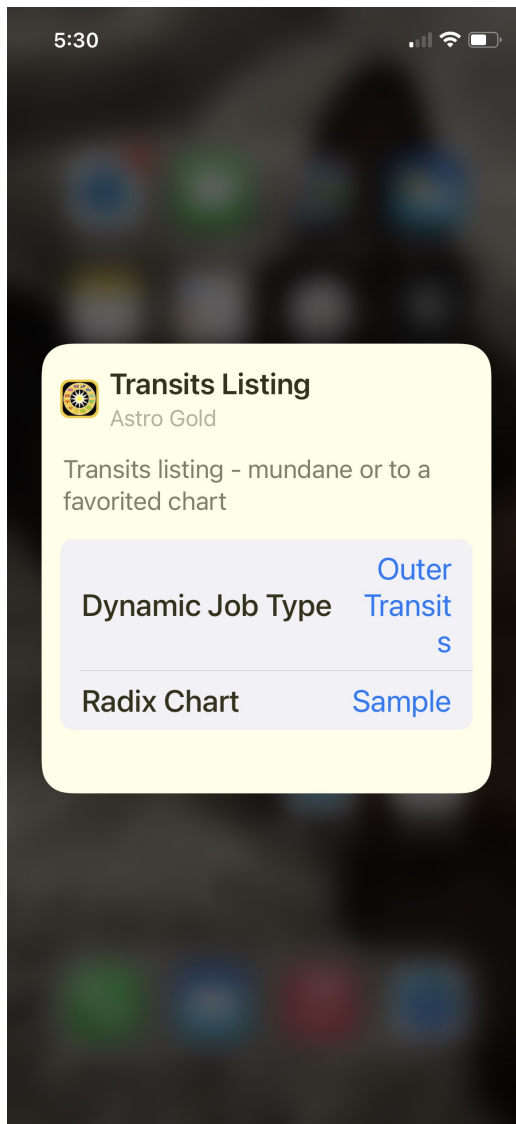 5:30
Transits Listing
Astro Gold
Transits listing - mundane or to a
favorited chart
Outer
Dynamic Job Type Transit
s
Radix Chart Sample